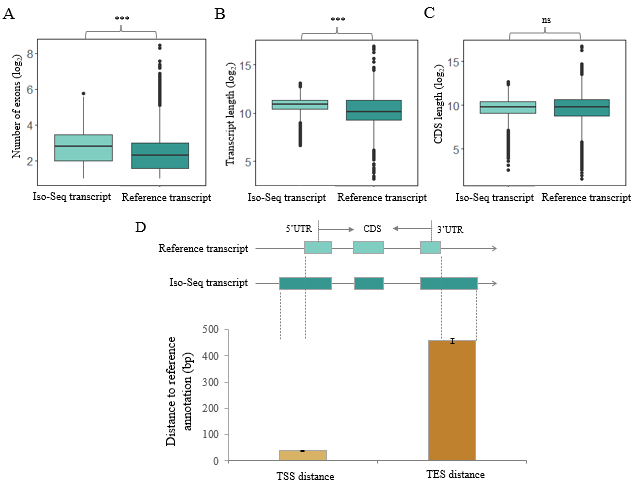 A
***
Number of exons (log2)
8
6
4
2
Iso-Seq transcript
Reference transcript
B
***
Transcript length (log2)
15
10
5
Iso-Seq transcript
Reference transcript
C
ns
CDS length (log2)
15
10
5
Iso-Seq transcript
Reference transcript
D
5’UTR
CDS
3’UTR
Reference transcript
Iso-Seq transcript
Distance to reference
annotation (bp)
500
400
300
200
100
0
TSS distance
TES distance